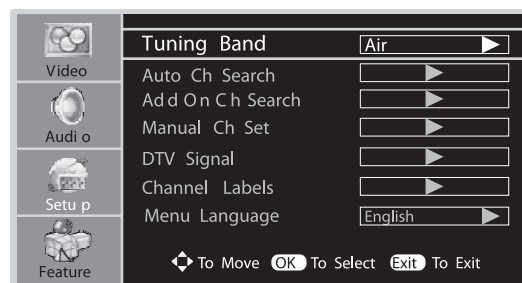 Video
Audi o
Setu p
Feature
Tuning Band Air
Auto Ch Search
Ad d O n C h Search
Manual Ch Set
DTV Signal
Channel Labels
Menu Language English
To Move OK To Select Exit To Exit